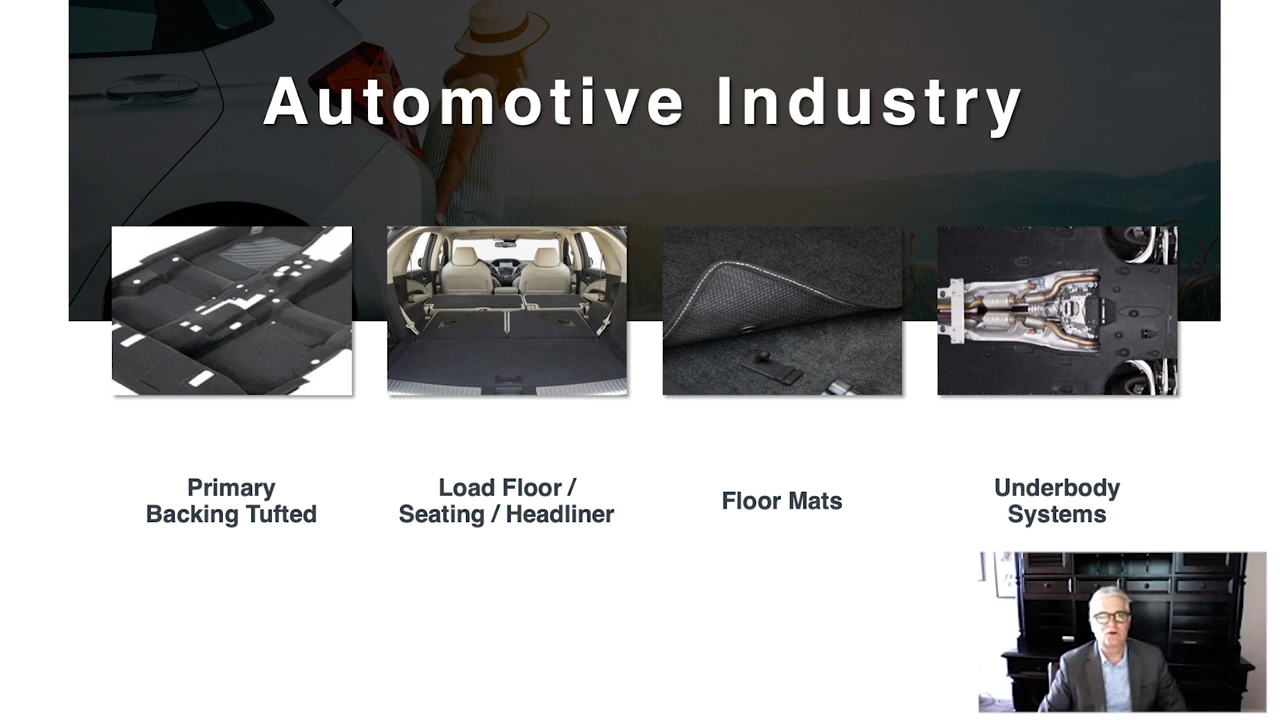 Automotive Industry
Primary
Backing Tufted
Load Floor /
Seating / Headliner
Floor Mats
Underbody
Systems